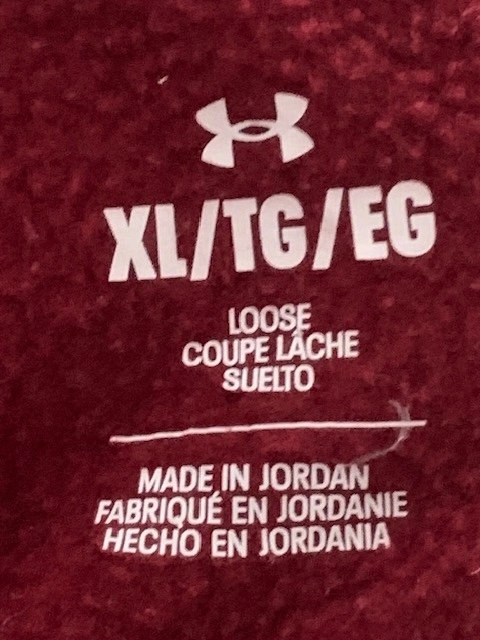 XL/TG/EG
LOOSE
COUPE LÂCHE
SUELTO
MADE IN JORDAN
FABRIQUÉ EN JORDANIE
HECHO EN JORDANIA